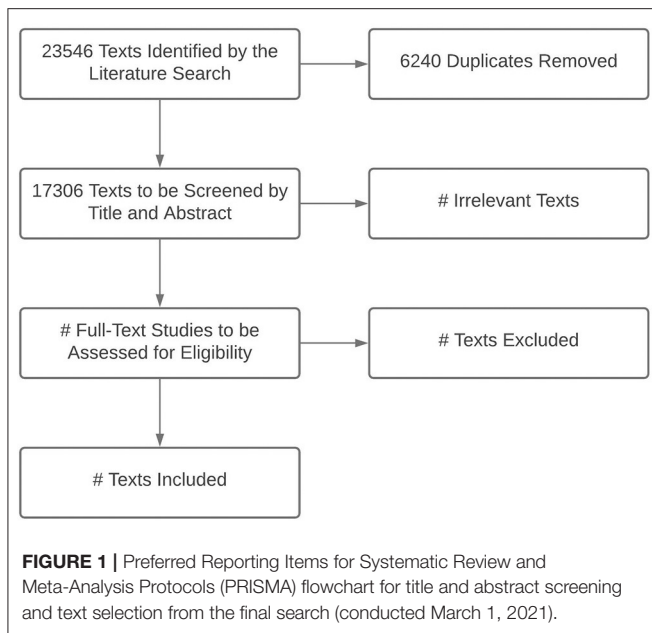 23546 Texts Identified by the
Literature Search
6240 Duplicates Removed
17306 Texts to be Screened by
Title and Abstract
# Irrelevant Texts
# Full-Text Studies to be
Assessed for Eligibility
# Texts Excluded
# Texts Included
FIGURE 1 | Preferred Reporting Items for Systematic Review and
Meta-Analysis Protocols (PRISMA) flowchart for title and abstract screening
and text selection from the final search (conducted March 1, 2021).